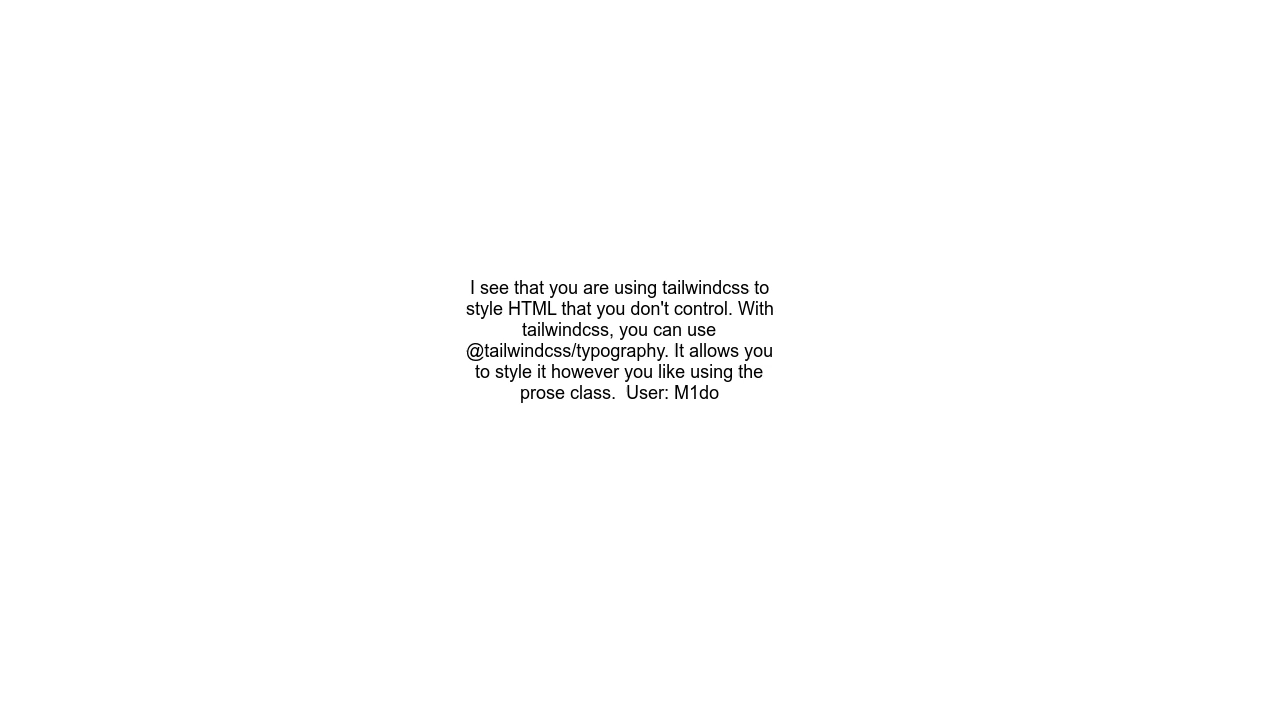 I see that you are using tailwindcss to
style HTML that you don't control. With
tailwindcss, you can use
@tailwindcss/typography. It allows you
to style it however you like using the
prose class.  User: M1do